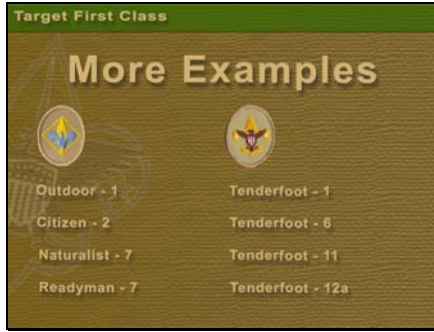 Target First Class
More Examples
Outdoor - 1
Tenderfoot - 1
Citizen - 2
Tenderfoot - 6
Naturalist - 7
Tenderfoot - 11
Readyman - 7
Tenderfoot - 12a